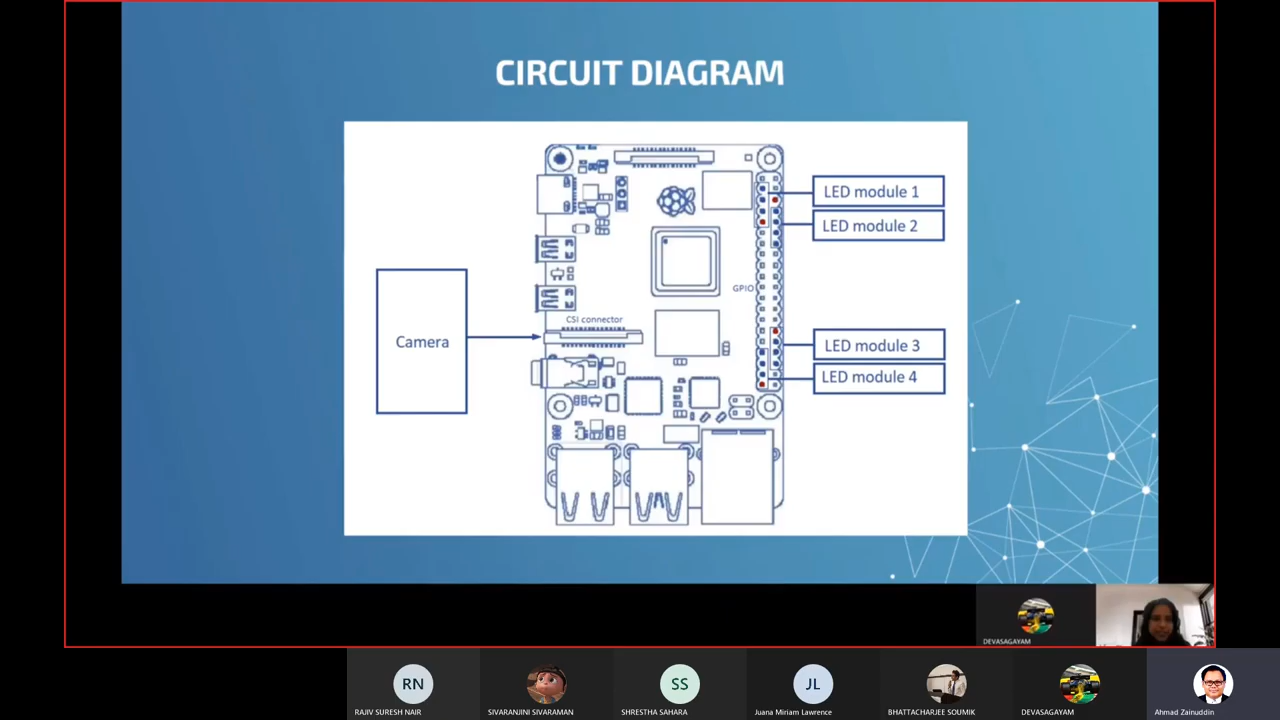 CIRCUIT DIAGRAM
LED module 1
LED module 2
GPIO
CSI connector
Camera
LED module 3
LED module 4
DEVASAGAYAM
RN
SS
JL
RAJIV SURESH NAIR
SIVARANJINI SIVARAMAN
SHRESTHA SAHARA
Juana Miriam Lawrence
BHATTACHARJEE SOUMIK
DEVASAGAYAM
Ahmad Zainuddin